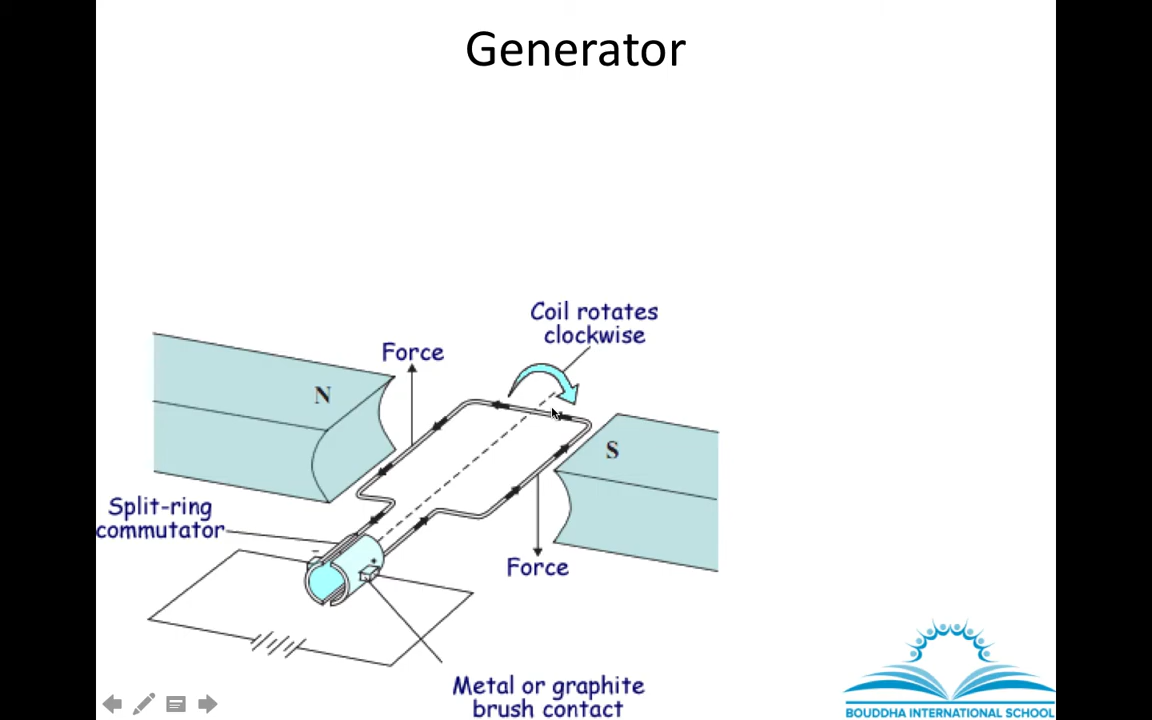 Generator
Coil rotates
clockwise
Force
N
S
Split-ring
commutator
-
+
Force
Metal or graphite
brush contact
BOUDDHA INTERNATIONAL SCHOOL